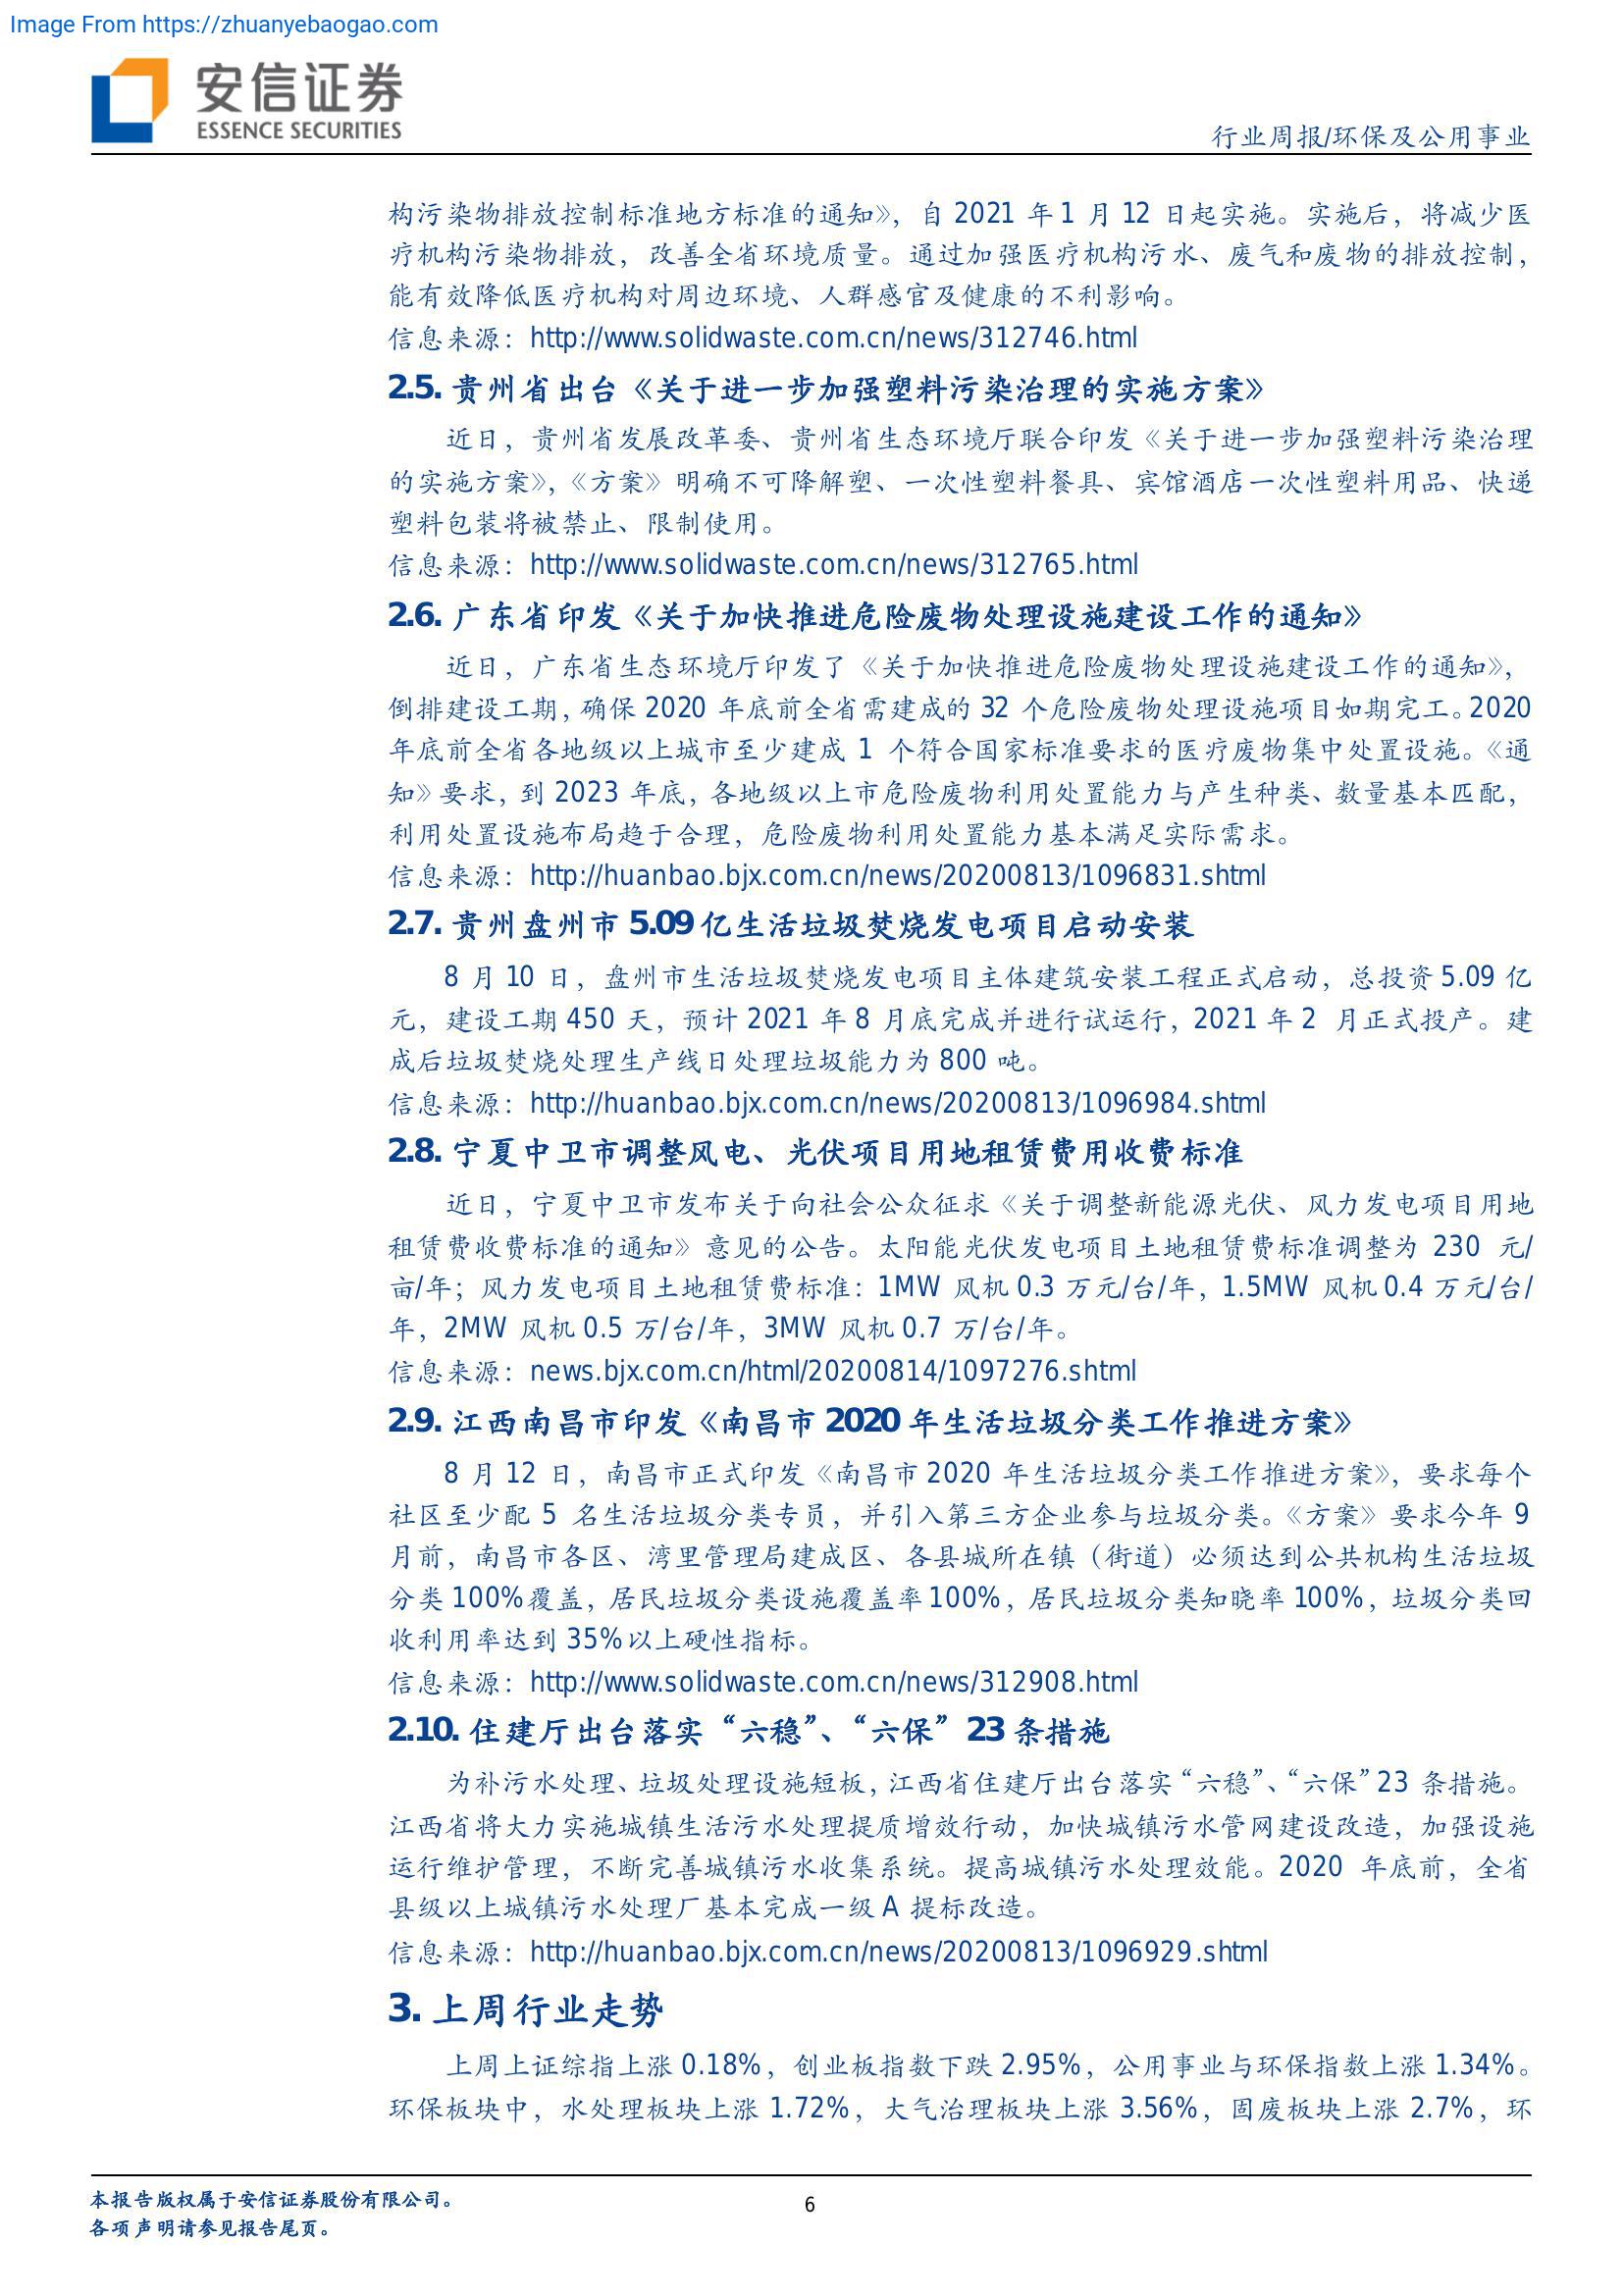 Image From https://zhuanyebaogao.com
安信证券
ESSENCE SECURITIES
行业周报/环保及公用事业
构污染物排放控制标准地方标准的通知》，自 2021 年 1 月 12 日起实施。实施后，将减少医
疗机构污染物排放，改善全省环境质量。通过加强医疗机构污水、废气和废物的排放控制，
能有效降低医疗机构对周边环境、人群感官及健康的不利影响。
信息来源：http://www.solidwaste.com.cn/news/312746.html
2.5. 贵州省出台《关于进一步加强塑料污染治理的实施方案》
近日，贵州省发展改革委、贵州省生态环境厅联合印发《关于进一步加强塑料污染治理
的实施方案》，《方案》明确不可降解塑、一次性塑料餐具、宾馆酒店一次性塑料用品、快递
塑料包装将被禁止、限制使用。
信息来源：http://www.solidwaste.com.cn/news/312765.html
2.6. 广东省印发《关于加快推进危险废物处理设施建设工作的通知》
近日，广东省生态环境厅印发了《关于加快推进危险废物处理设施建设工作的通知》，
倒排建设工期，确保 2020 年底前全省需建成的 32 个危险废物处理设施项目如期完工。2020
年底前全省各地级以上城市至少建成 1 个符合国家标准要求的医疗废物集中处置设施。《通
知》要求，到 2023 年底，各地级以上市危险废物利用处置能力与产生种类、数量基本匹配，
利用处置设施布局趋于合理，危险废物利用处置能力基本满足实际需求。
信息来源：http://huanbao.bjx.com.cn/news/20200813/1096831.shtml
2.7. 贵州盘州市 5.09 亿生活垃圾焚烧发电项目启动安装
8 月 10 日，盘州市生活垃圾焚烧发电项目主体建筑安装工程正式启动，总投资 5.09 亿
元，建设工期 450 天，预计 2021 年 8 月底完成并进行试运行，2021 年 2 月正式投产。建
成后垃圾焚烧处理生产线日处理垃圾能力为 800 吨。
信息来源：http://huanbao.bjx.com.cn/news/20200813/1096984.shtml
2.8. 宁夏中卫市调整风电、光伏项目用地租赁费用收费标准
近日，宁夏中卫市发布关于向社会公众征求《关于调整新能源光伏、风力发电项目用地
租赁费收费标准的通知》意见的公告。太阳能光伏发电项目土地租赁费标准调整为 230 元/
亩/年；风力发电项目土地租赁费标准：1MW 风机 0.3 万元/台/年，1.5MW 风机 0.4 万元/台/
年，2MW 风机 0.5 万/台/年，3MW 风机 0.7 万/台/年。
信息来源：news.bjx.com.cn/html/20200814/1097276.shtml
2.9. 江西南昌市印发《南昌市 2020 年生活垃圾分类工作推进方案》
8 月 12 日，南昌市正式印发《南昌市 2020 年生活垃圾分类工作推进方案》，要求每个
社区至少配 5 名生活垃圾分类专员，并引入第三方企业参与垃圾分类。《方案》要求今年 9
月前，南昌市各区、湾里管理局建成区、各县城所在镇（街道）必须达到公共机构生活垃圾
分类 100%覆盖，居民垃圾分类设施覆盖率 100%，居民垃圾分类知晓率 100%，垃圾分类回
收利用率达到 35%以上硬性指标。
信息来源：http://www.solidwaste.com.cn/news/312908.html
2.10. 住建厅出台落实“六稳”、“六保”23 条措施
为补污水处理、垃圾处理设施短板，江西省住建厅出台落实“六稳”、“六保”23 条措施。
江西省将大力实施城镇生活污水处理提质增效行动，加快城镇污水管网建设改造，加强设施
运行维护管理，不断完善城镇污水收集系统。提高城镇污水处理效能。2020 年底前，全省
县级以上城镇污水处理厂基本完成一级 A 提标改造。
信息来源：http://huanbao.bjx.com.cn/news/20200813/1096929.shtml
3. 上周行业走势
上周上证综指上涨 0.18%，创业板指数下跌 2.95%，公用事业与环保指数上涨 1.34%。
环保板块中，水处理板块上涨 1.72%，大气治理板块上涨 3.56%，固废板块上涨 2.7%，环
本报告版权属于安信证券股份有限公司。
各项声明请参见报告尾页。
6